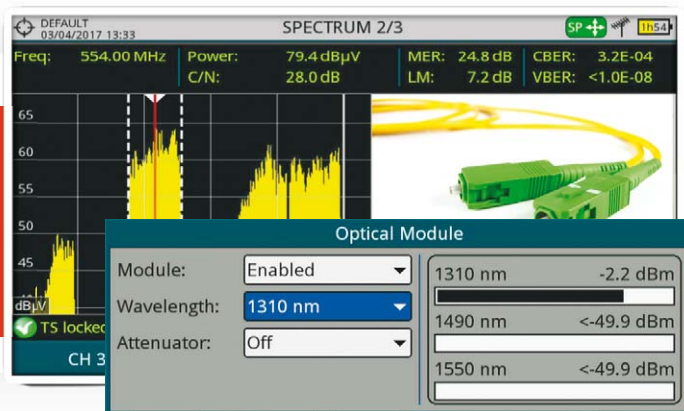 DEFAULT
03/04/2017 13:33
SPECTRUM 2/3
SP
1h54
Freq: 554.00 MHz Power: 79.4 dBµV MER: 24.8 dB CBER: 3.2E-04
C/N: 28.0 dB LM: 7.2 dB VBER: <1.0E-08
65
60
55
50
45
dBµV
TS locked
CH 3
Optical Module
Module: Enabled
Wavelength: 1310 nm
Attenuator: Off
1310 nm -2.2 dBm
1490 nm <-49.9 dBm
1550 nm <-49.9 dBm